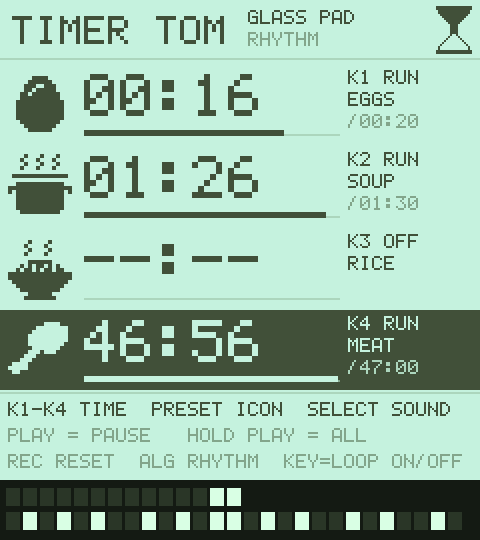 TIMER TOM
GLASS PAD
RHYTHM
00:16
K1 RUN
EGGS
/00:20
01:26
K2 RUN
SOUP
/01:30
--:--
K3 OFF
RICE
46:56
K4 RUN
MEAT
/47:00
K1-K4 TIME PRESET ICON SELECT SOUND
PLAY = PAUSE HOLD PLAY = ALL
REC RESET ALG RHYTHM KEY=LOOP ON/OFF